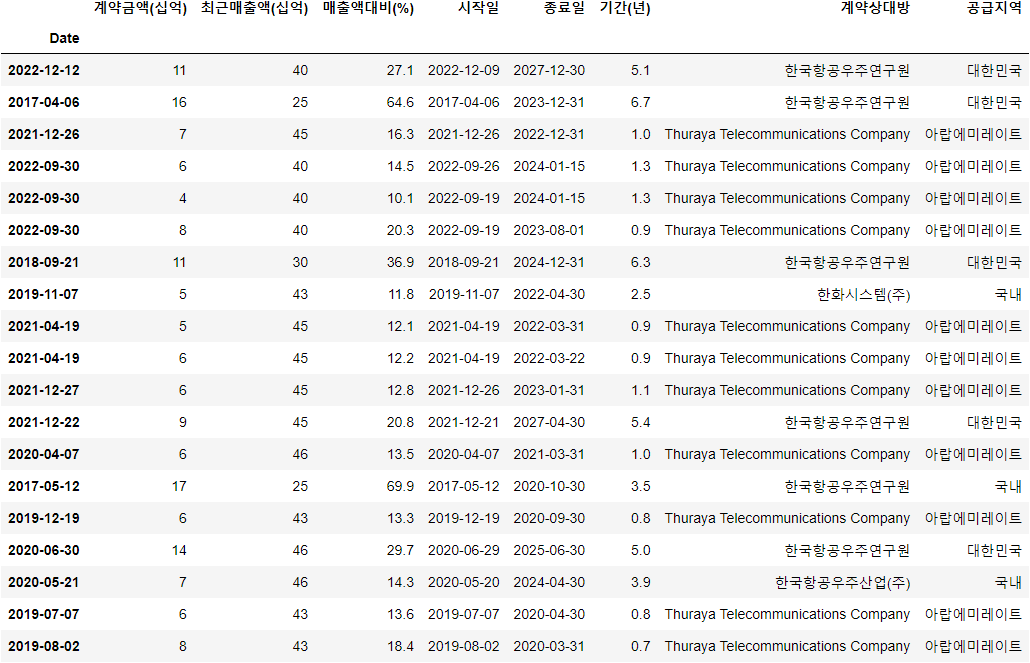 계약금액(십억) 최근매출액(십억) 매출액대비(%) 시작일 종료일 기간(년) 계약상대방 공급지역
Date
2022-12-12 11 40 27.1 2022-12-09 2027-12-30 5.1 한국항공우주연구원 대한민국
2017-04-06 16 25 64.6 2017-04-06 2023-12-31 6.7 한국항공우주연구원 대한민국
2021-12-26 7 45 16.3 2021-12-26 2022-12-31 1.0 Thuraya Telecommunications Company 아랍에미레이트
2022-09-30 6 40 14.5 2022-09-26 2024-01-15 1.3 Thuraya Telecommunications Company 아랍에미레이트
2022-09-30 4 40 10.1 2022-09-19 2024-01-15 1.3 Thuraya Telecommunications Company 아랍에미레이트
2022-09-30 8 40 20.3 2022-09-19 2023-08-01 0.9 Thuraya Telecommunications Company 아랍에미레이트
2018-09-21 11 30 36.9 2018-09-21 2024-12-31 6.3 한국항공우주연구원 대한민국
2019-11-07 5 43 11.8 2019-11-07 2022-04-30 2.5 한화시스템(주) 국내
2021-04-19 5 45 12.1 2021-04-19 2022-03-31 0.9 Thuraya Telecommunications Company 아랍에미레이트
2021-04-19 6 45 12.2 2021-04-19 2022-03-22 0.9 Thuraya Telecommunications Company 아랍에미레이트
2021-12-27 6 45 12.8 2021-12-26 2023-01-31 1.1 Thuraya Telecommunications Company 아랍에미레이트
2021-12-22 9 45 20.8 2021-12-21 2027-04-30 5.4 한국항공우주연구원 대한민국
2020-04-07 6 46 13.5 2020-04-07 2021-03-31 1.0 Thuraya Telecommunications Company 아랍에미레이트
2017-05-12 17 25 69.9 2017-05-12 2020-10-30 3.5 한국항공우주연구원 국내
2019-12-19 6 43 13.3 2019-12-19 2020-09-30 0.8 Thuraya Telecommunications Company 아랍에미레이트
2020-06-30 14 46 29.7 2020-06-29 2025-06-30 5.0 한국항공우주연구원 대한민국
2020-05-21 7 46 14.3 2020-05-20 2024-04-30 3.9 한국항공우주산업(주) 국내
2019-07-07 6 43 13.6 2019-07-07 2020-04-30 0.8 Thuraya Telecommunications Company 아랍에미레이트
2019-08-02 8 43 18.4 2019-08-02 2020-03-31 0.7 Thuraya Telecommunications Company 아랍에미레이트